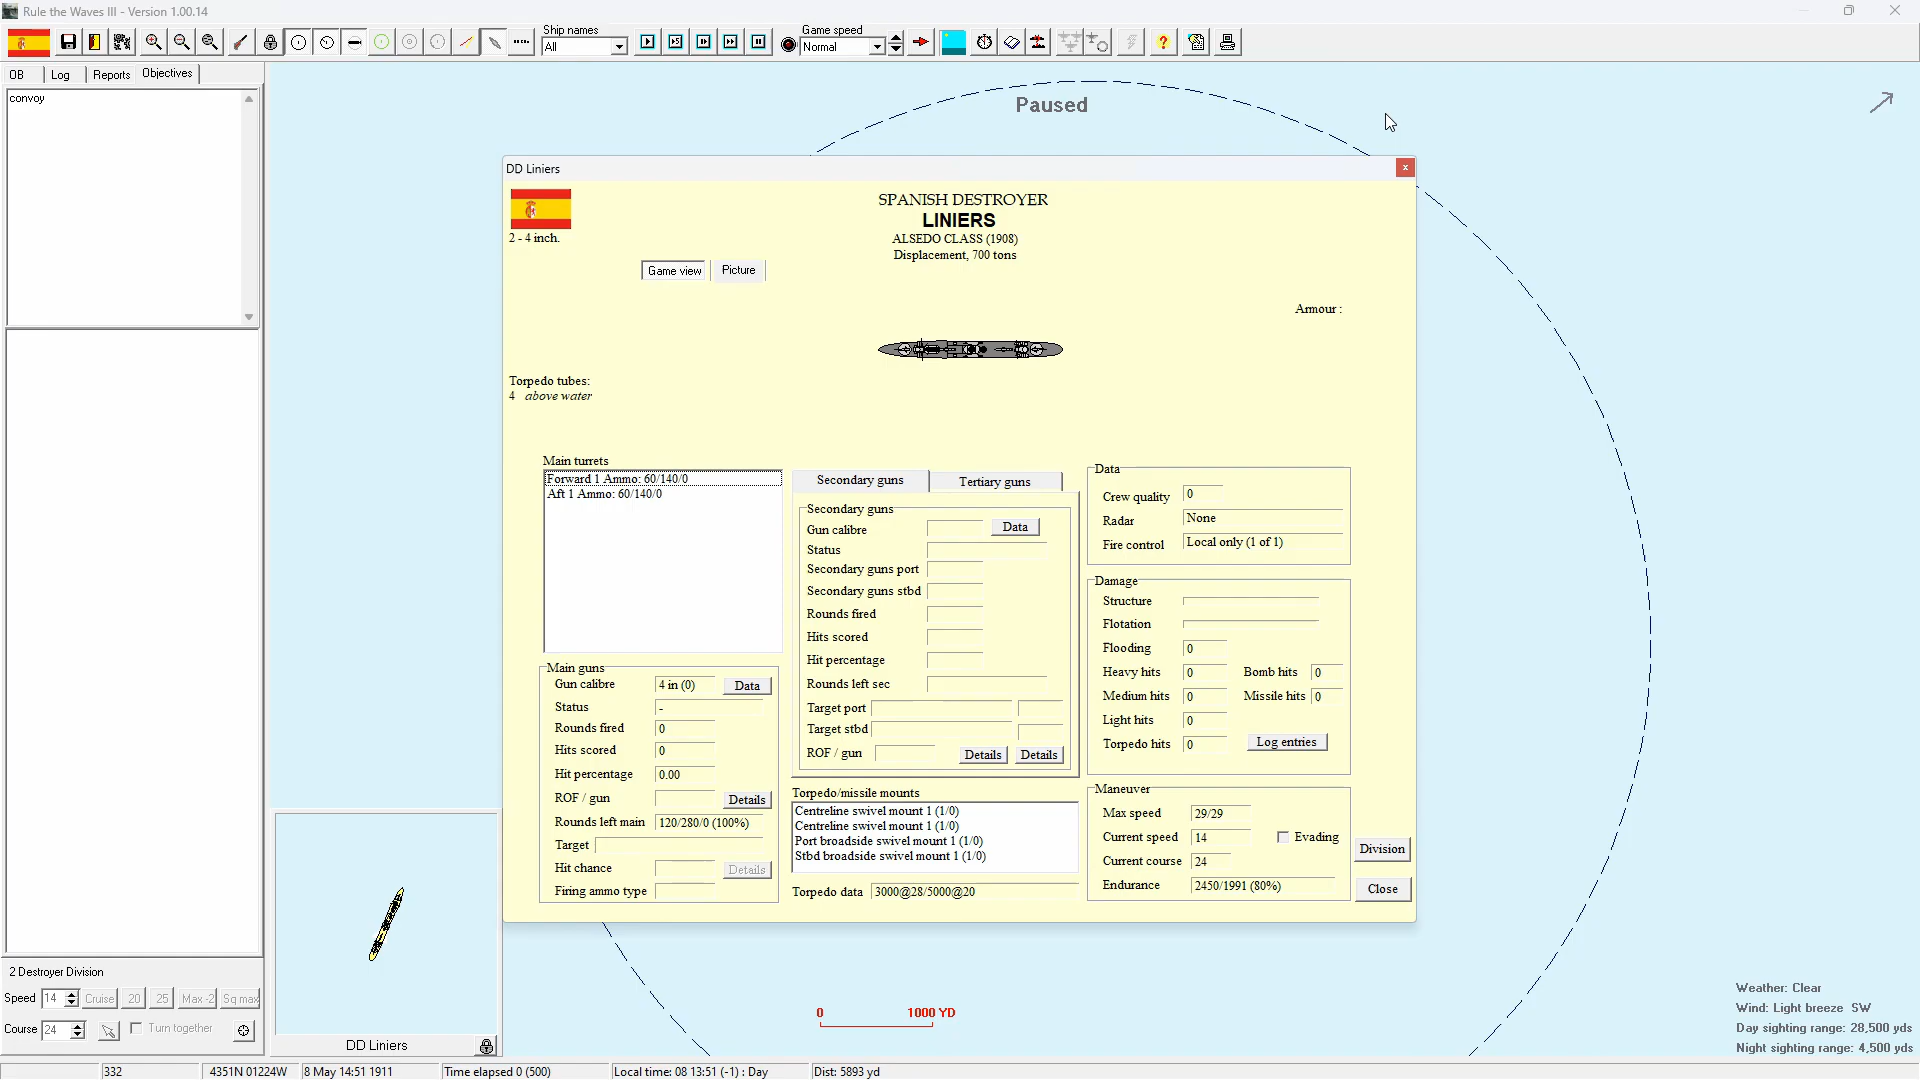 Rule the Waves III - Version 1.00.14
Ship names
All
Game speed
Normal
OB
Log
Reports
Objectives
convoy
Paused
DD Liniers
SPANISH DESTROYER
LINIERS
ALSEDO CLASS (1908)
Displacement, 700 tons
2 - 4 inch.
Game view
Picture
Armour :
Torpedo tubes:
4 above water
Main turrets
Forward 1 Ammo: 60/140/0
Aft 1 Ammo: 60/140/0
Main guns
Gun calibre 4 in (0) Data
Status -
Rounds fired 0
Hits scored 0
Hit percentage 0.00
ROF / gun Details
Rounds left main 120/280/0 (100%)
Target
Hit chance Details
Firing ammo type
Secondary guns
Tertiary guns
Secondary guns
Gun calibre Data
Status
Secondary guns port
Secondary guns stbd
Rounds fired
Hits scored
Hit percentage
Rounds left sec
Target port
Target stbd
ROF / gun Details Details
Torpedo/missile mounts
Centreline swivel mount 1 (1/0)
Centreline swivel mount 1 (1/0)
Port broadside swivel mount 1 (1/0)
Stbd broadside swivel mount 1 (1/0)
Torpedo data 3000@28/5000@20
Data
Crew quality 0
Radar None
Fire control Local only (1 of 1)
Damage
Structure
Flotation
Flooding 0
Heavy hits 0 Bomb hits 0
Medium hits 0 Missile hits 0
Light hits 0
Torpedo hits 0 Log entries
Maneuver
Max speed 29/29
Current speed 14 Evading
Current course 24
Endurance 2450/1991 (80%)
Division
Close
2 Destroyer Division
Speed 14 Cruise 20 25 Max -2 Sq max
Course 24 Turn together
DD Liniers
0 1000 YD
Weather: Clear
Wind: Light breeze SW
Day sighting range: 28,500 yds
Night sighting range: 4,500 yds
332 4351N 01224W 8 May 14:51 1911 Time elapsed 0 (500) Local time: 08 13:51 (-1) : Day Dist: 5893 yd